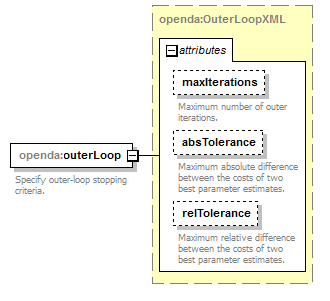 openda:OuterLoopXML
attributes
maxIterations
Maximum number of outer
iterations.
absTolerance
Maximum absolute difference
between the costs of two
best parameter estimates.
relTolerance
Maximum relative difference
between the costs of two
best parameter estimates.
openda:outerLoop
Specify outer-loop stopping
criteria.